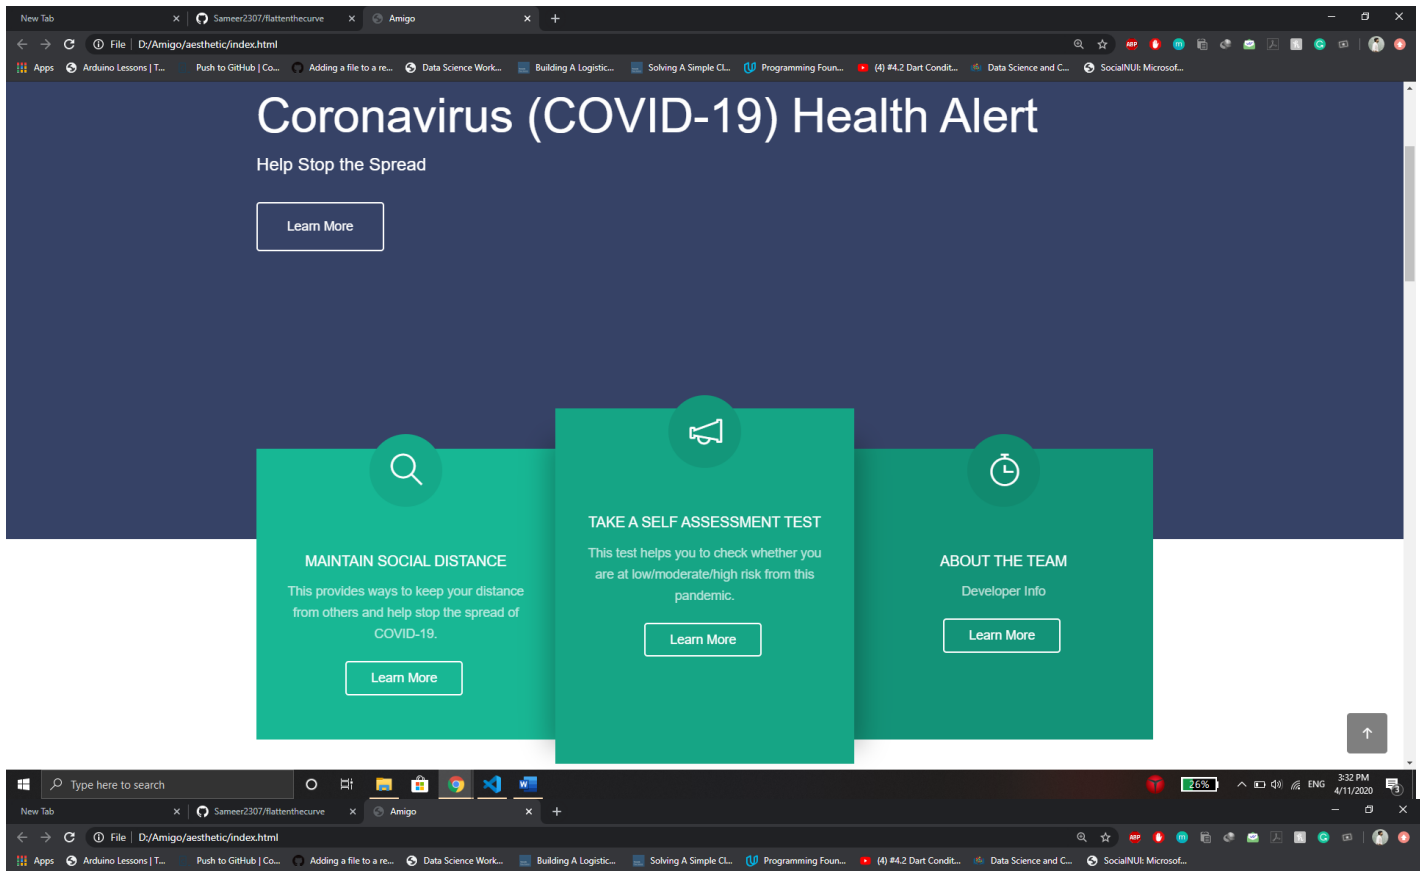 New Tab
Sameer2307/flattenthecurve
Amigo
File | D:/Amigo/aesthetic/index.html
ABP
m
Apps
Arduino Lessons | T...
Push to GitHub | Co...
Adding a file to a re...
Data Science Work...
Building A Logistic...
Solving A Simple Cl...
Programming Foun...
(4) #4.2 Dart Condit...
Data Science and C...
SocialNUI: Microsof...
Coronavirus (COVID-19) Health Alert
Help Stop the Spread
Learn More
MAINTAIN SOCIAL DISTANCE
This provides ways to keep your distance
from others and help stop the spread of
COVID-19.
Learn More
TAKE A SELF ASSESSMENT TEST
This test helps you to check whether you
are at low/moderate/high risk from this
pandemic.
Learn More
ABOUT THE TEAM
Developer Info
Learn More
Type here to search
26%
ENG
3:32 PM
4/11/2020
3
New Tab
Sameer2307/flattenthecurve
Amigo
File | D:/Amigo/aesthetic/index.html
ABP
m
Apps
Arduino Lessons | T...
Push to GitHub | Co...
Adding a file to a re...
Data Science Work...
Building A Logistic...
Solving A Simple Cl...
Programming Foun...
(4) #4.2 Dart Condit...
Data Science and C...
SocialNUI: Microsof...